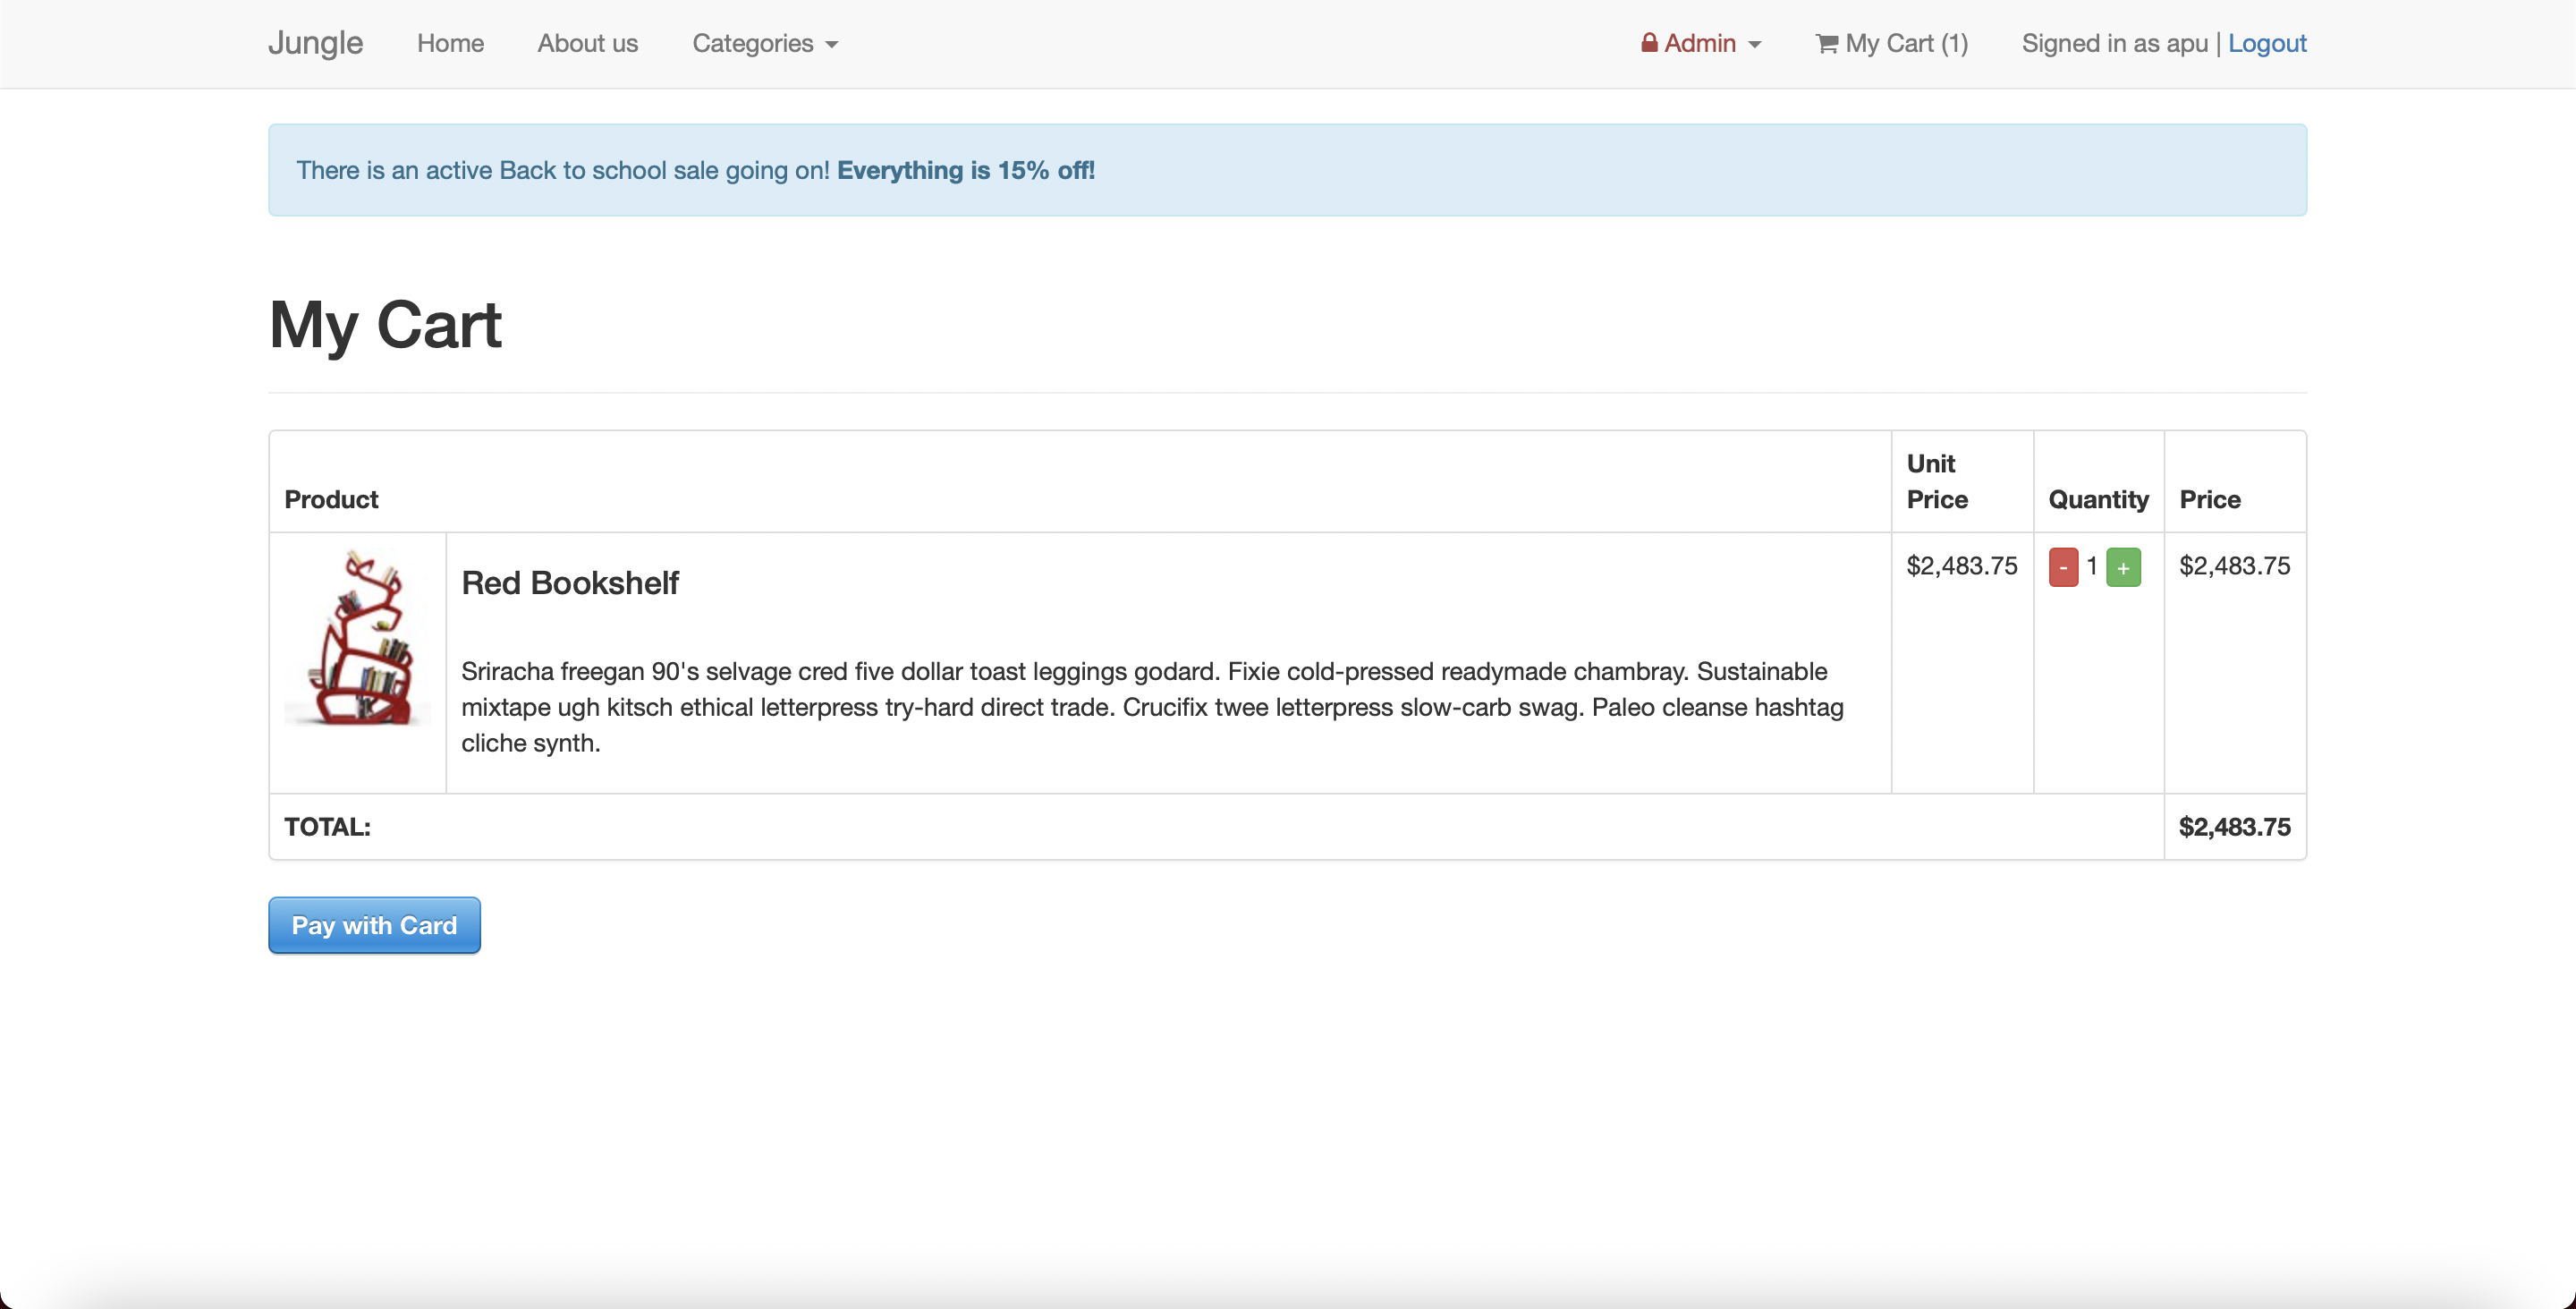 Jungle Home About us Categories Admin My Cart (1) Signed in as apu | Logout
There is an active Back to school sale going on! Everything is 15% off!
My Cart
Product Unit Price Quantity Price
Red Bookshelf $2,483.75 - 1 + $2,483.75
Sriracha freegan 90's selvage cred five dollar toast leggings godard. Fixie cold-pressed readymade chambray. Sustainable
mixtape ugh kitsch ethical letterpress try-hard direct trade. Crucifix twee letterpress slow-carb swag. Paleo cleanse hashtag
cliche synth.
TOTAL: $2,483.75
Pay with Card